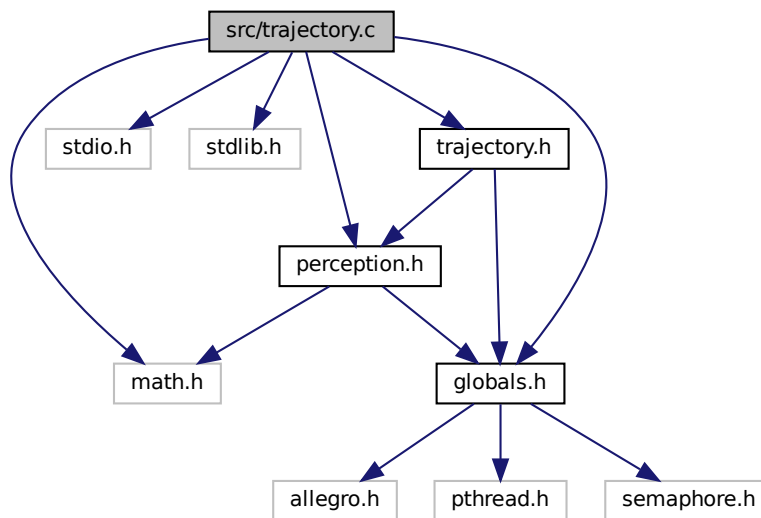 src/trajectory.c
stdio.h
stdlib.h
trajectory.h
perception.h
math.h
globals.h
allegro.h
pthread.h
semaphore.h